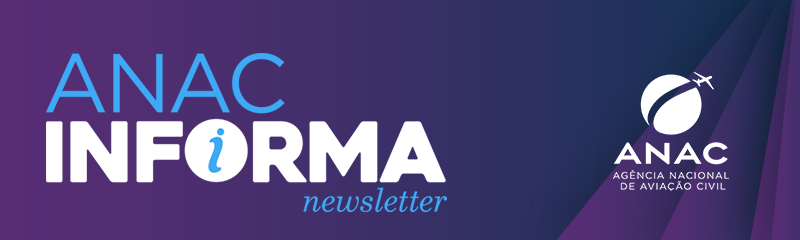 ANAC
INFORMA
newsletter
ANAC
AGÊNCIA NACIONAL
DE AVIAÇÃO CIVIL